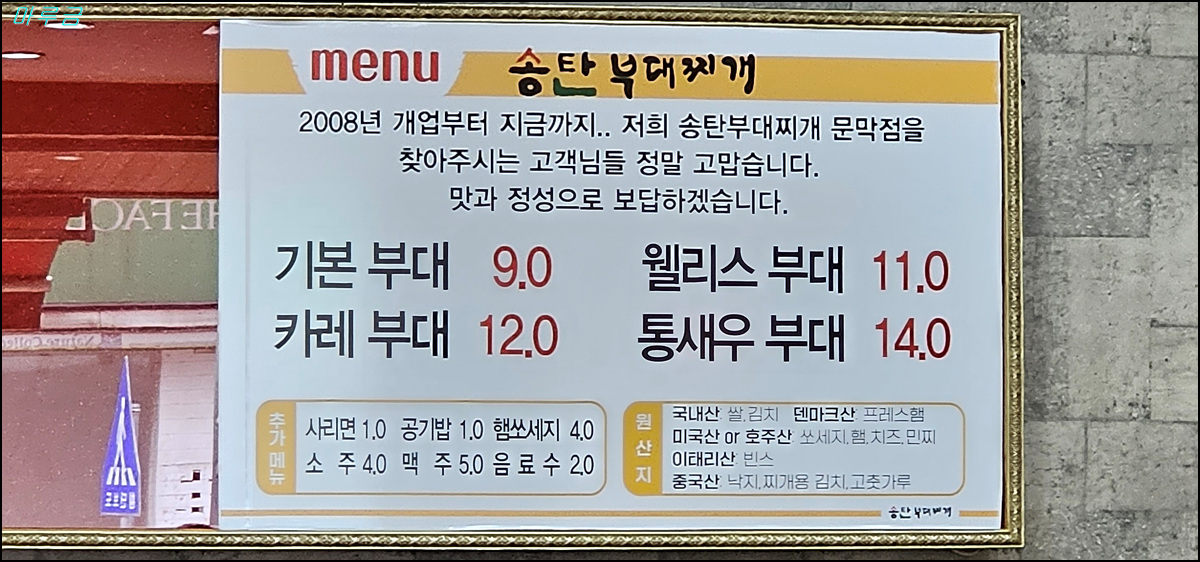 마루금
menu 송탄부대찌개
2008년 개업부터 지금까지.. 저희 송탄부대찌개 문막점을
찾아주시는 고객님들 정말 고맙습니다.
맛과 정성으로 보답하겠습니다.
기본 부대 9.0 웰리스 부대 11.0
카레 부대 12.0 통새우 부대 14.0
추가메뉴
사리면 1.0 공기밥 1.0 햄쏘세지 4.0
소 주 4.0 맥 주 5.0 음 료 수 2.0
원산지
국내산: 쌀,김치 덴마크산: 프레스햄
미국산 or 호주산: 쏘세지,햄,치즈,민찌
이태리산: 빈스
중국산: 낙지,찌개용 김치,고춧가루
송탄부대찌개
THE FAC
Nature Collec